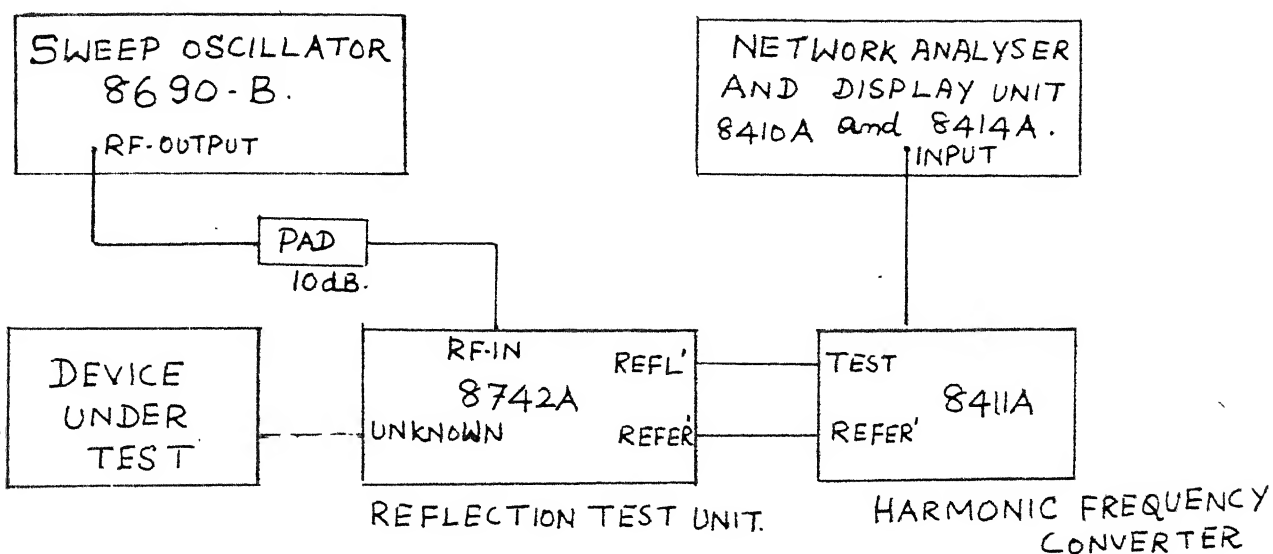 SWEEP OSCILLATOR
8690-B.
RF-OUTPUT
NETWORK ANALYSER
AND DISPLAY UNIT
8410A and 8414A.
INPUT
PAD
10dB.
DEVICE
UNDER
TEST
RF-IN
8742A
UNKNOWN
REFL'
REFER'
TEST
8411A
REFER'
REFLECTION TEST UNIT.
HARMONIC FREQUENCY
CONVERTER